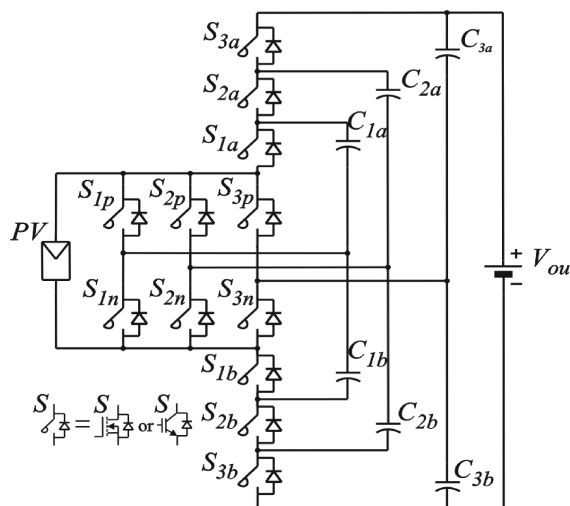 S3a
C3a
S2a
C2a
S1a
C1a
S1p
S2p
S3p
PV
+
Vou
−
S1n
S2n
S3n
S1b
C1b
S S S
= or
S2b
C2b
S3b
C3b